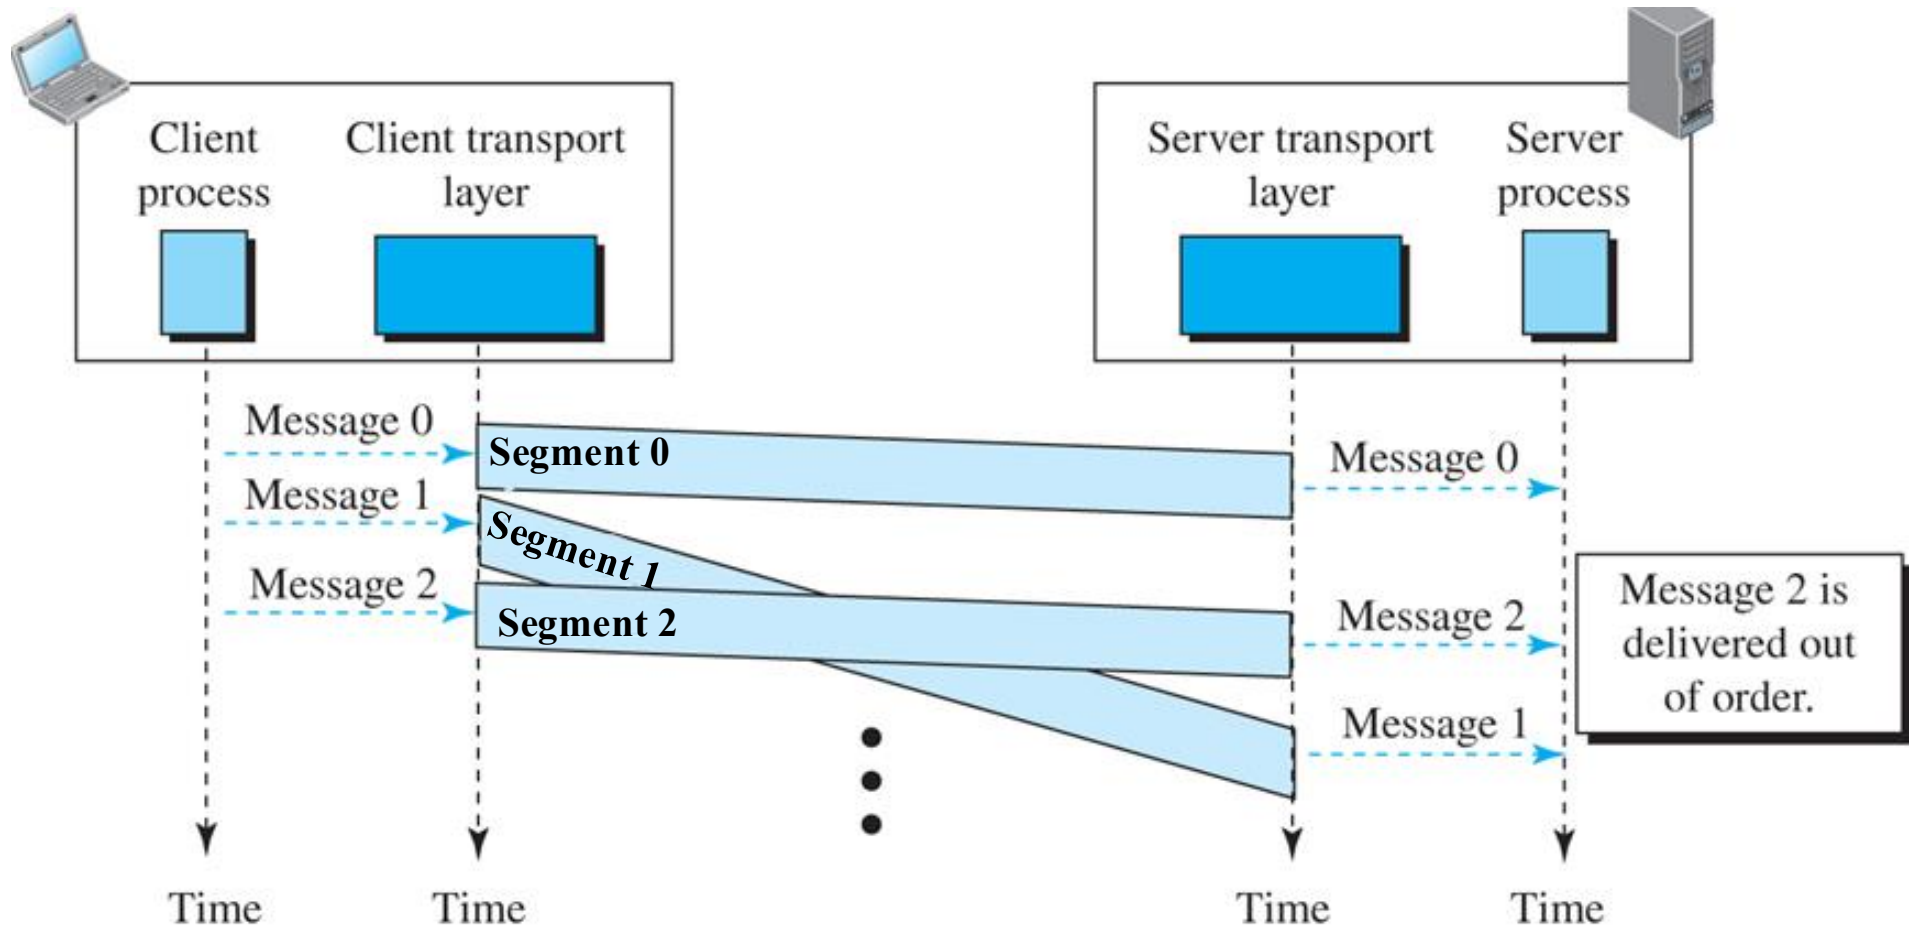 Client
process
Client transport
layer
Server transport
layer
Server
process
Message 0
Segment 0
Message 0
Message 1
Segment 1
Message 2
Segment 2
Message 2
Message 1
Message 2 is
delivered out
of order.
Time
Time
Time
Time